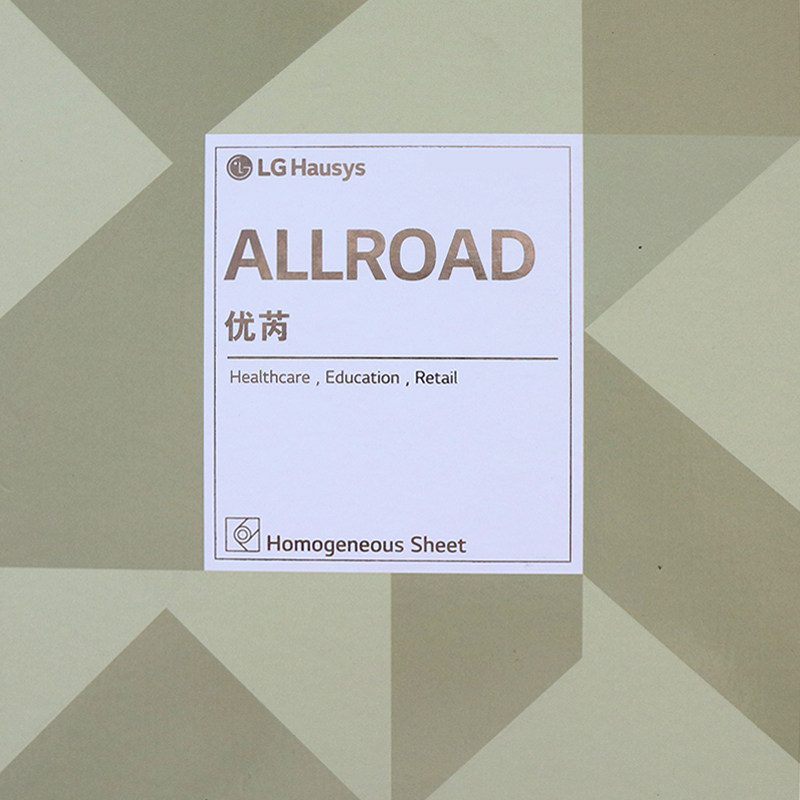 LG Hausys
ALLROAD
优芮
Healthcare , Education , Retail
Homogeneous Sheet